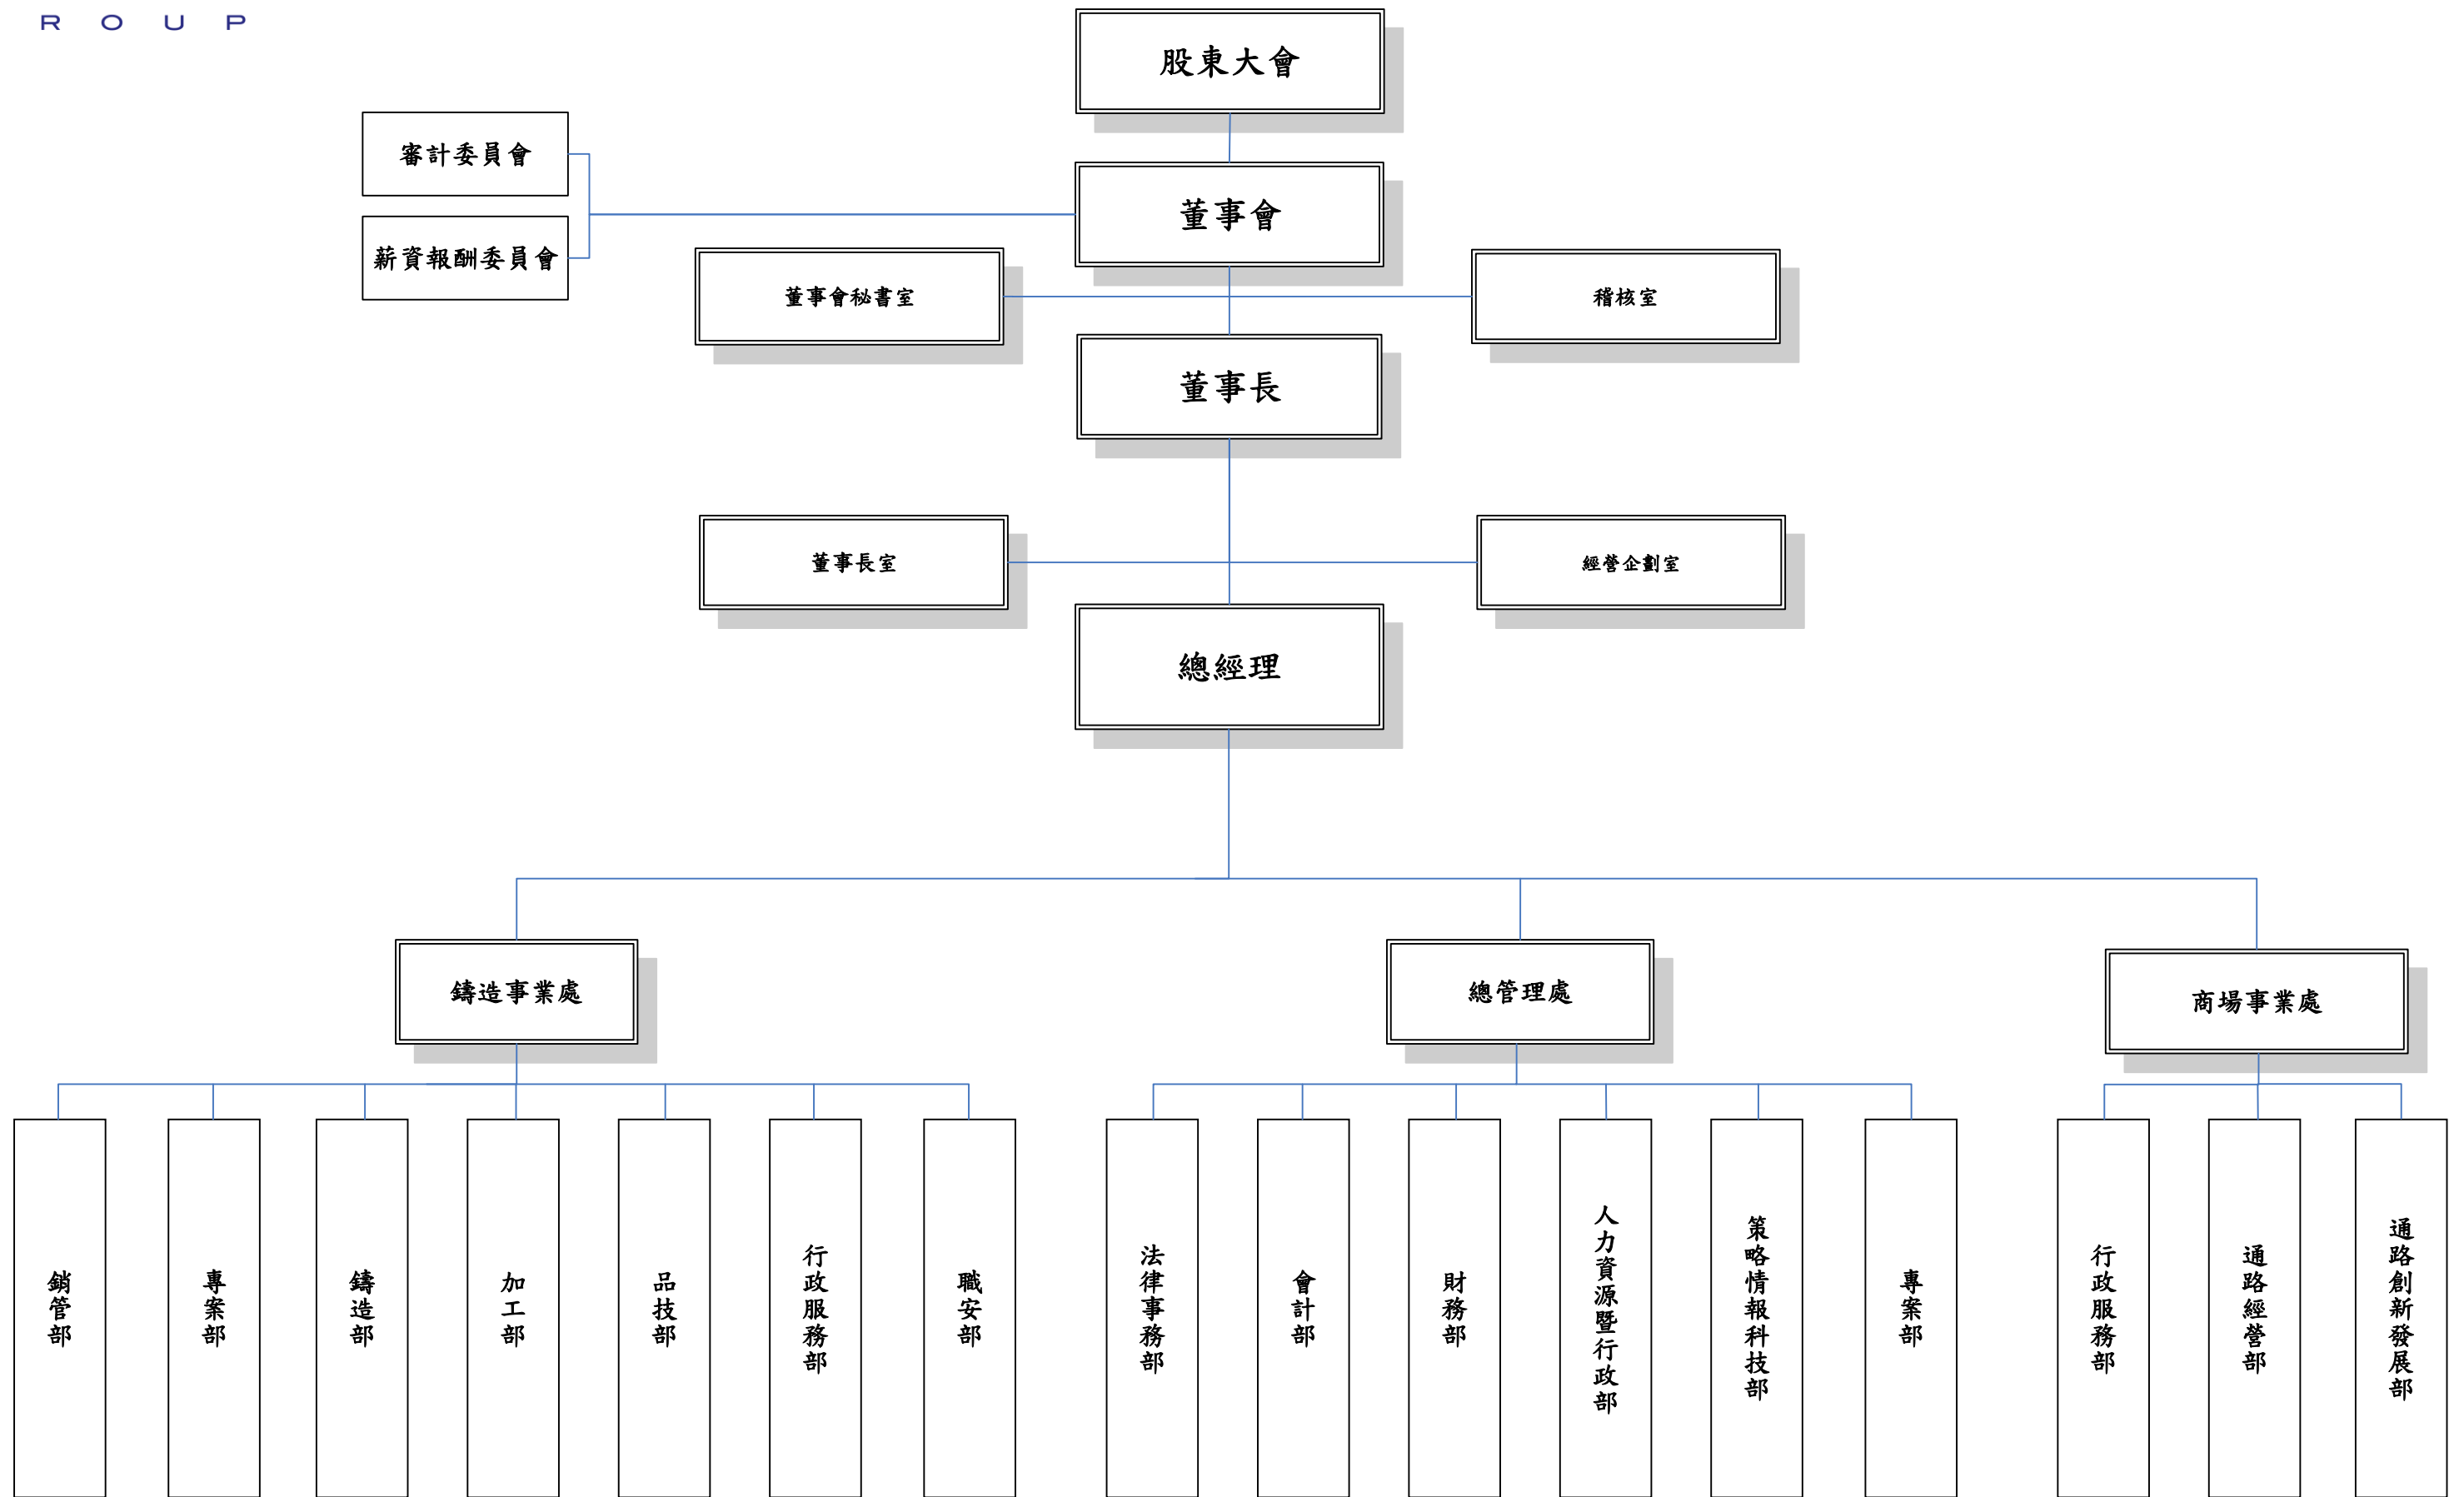 R O U P
股東大會
審計委員會
董事會
薪資報酬委員會
董事會秘書室
稽核室
董事長
董事長室
經營企劃室
總經理
鑄造事業處
總管理處
商場事業處
銷管部
專案部
鑄造部
加工部
品技部
行政服務部
職安部
法律事務部
會計部
財務部
人力資源暨行政部
策略情報科技部
專案部
行政服務部
通路經營部
通路創新發展部